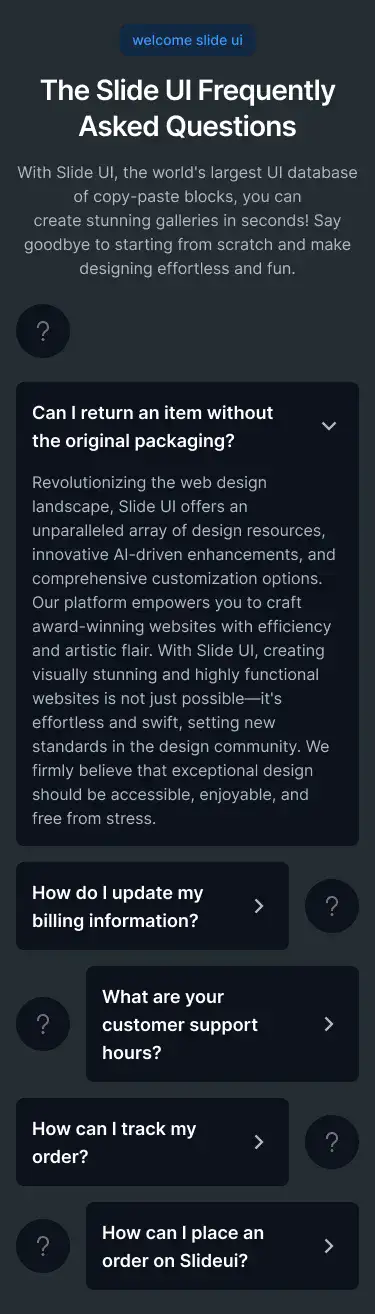 welcome slide ui
The Slide UI Frequently
Asked Questions
With Slide UI, the world's largest UI database
of copy-paste blocks, you can
create stunning galleries in seconds! Say
goodbye to starting from scratch and make
designing effortless and fun.
?
Can I return an item without
the original packaging?
Revolutionizing the web design
landscape, Slide UI offers an
unparalleled array of design resources,
innovative AI-driven enhancements, and
comprehensive customization options.
Our platform empowers you to craft
award-winning websites with efficiency
and artistic flair. With Slide UI, creating
visually stunning and highly functional
websites is not just possible—it's
effortless and swift, setting new
standards in the design community. We
firmly believe that exceptional design
should be accessible, enjoyable, and
free from stress.
How do I update my
billing information?
?
?
What are your
customer support
hours?
How can I track my
order?
?
?
How can I place an
order on Slideui?